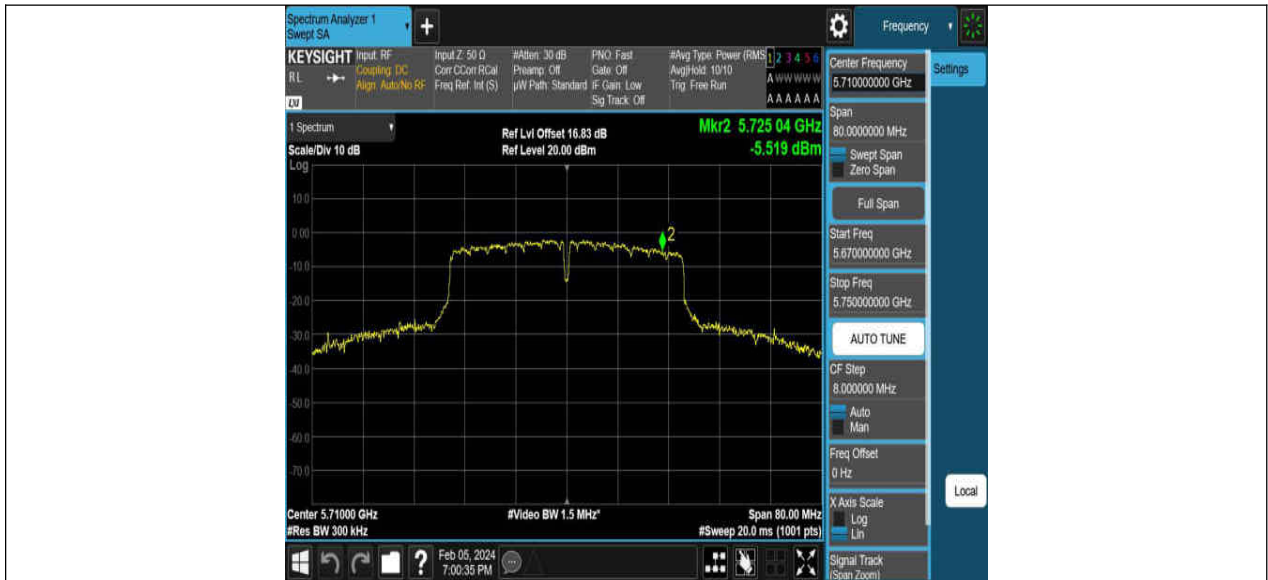 Spectrum Analyzer 1
Swept SA
+
Frequency
KEYSIGHT
RL
Input: RF
Coupling: DC
Align: Auto/No RF
Input Z: 50 Ω
Corr CCorr RCal
Freq Ref: Int (S)
#Atten: 30 dB
Preamp: Off
µW Path: Standard
PNO: Fast
Gate: Off
IF Gain: Low
Sig Track: Off
#Avg Type: Power (RMS
Avg|Hold: 10/10
Trig: Free Run
1 2 3 4 5 6
A W W W W W
A A A A A A
Center Frequency
5.710000000 GHz
Settings
1 Spectrum
Scale/Div 10 dB
Ref Lvl Offset 16.83 dB
Ref Level 20.00 dBm
Mkr2 5.725 04 GHz
-5.519 dBm
Span
80.0000000 MHz
Swept Span
Zero Span
Full Span
Start Freq
5.670000000 GHz
Stop Freq
5.750000000 GHz
AUTO TUNE
CF Step
8.000000 MHz
Auto
Man
Freq Offset
0 Hz
X Axis Scale
Log
Lin
Signal Track
(Span Zoom)
Local
Log
10.0
0.00
-10.0
-20.0
-30.0
-40.0
-50.0
-60.0
-70.0
2
Center 5.71000 GHz
#Res BW 300 kHz
#Video BW 1.5 MHz*
Span 80.00 MHz
#Sweep 20.0 ms (1001 pts)
?
Feb 05, 2024
7:00:35 PM